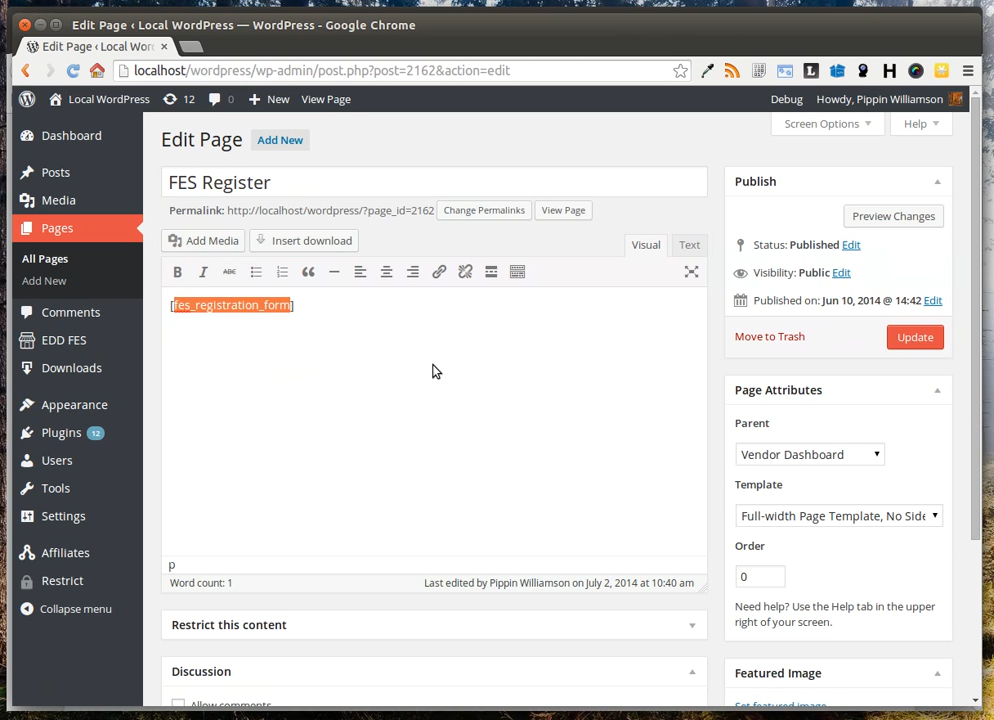 Edit Page ‹ Local WordPress — WordPress - Google Chrome
Edit Page ‹ Local Wor
localhost/wordpress/wp-admin/post.php?post=2162&action=edit
Local WordPress 12 0 New View Page Debug Howdy, Pippin Williamson
Screen Options Help
Dashboard
Posts
Media
Pages
All Pages
Add New
Comments
EDD FES
Downloads
Appearance
Plugins 12
Users
Tools
Settings
Affiliates
Restrict
Collapse menu
Edit Page Add New
FES Register
Permalink: http://localhost/wordpress/?page_id=2162 Change Permalinks View Page
Add Media Insert download Visual Text
B I ABC
[fes_registration_form]
p
Word count: 1 Last edited by Pippin Williamson on July 2, 2014 at 10:40 am
Restrict this content
Discussion
Allow comments
Publish
Preview Changes
Status: Published Edit
Visibility: Public Edit
Published on: Jun 10, 2014 @ 14:42 Edit
Move to Trash Update
Page Attributes
Parent
Vendor Dashboard
Template
Full-width Page Template, No Side
Order
0
Need help? Use the Help tab in the upper
right of your screen.
Featured Image
Set featured image